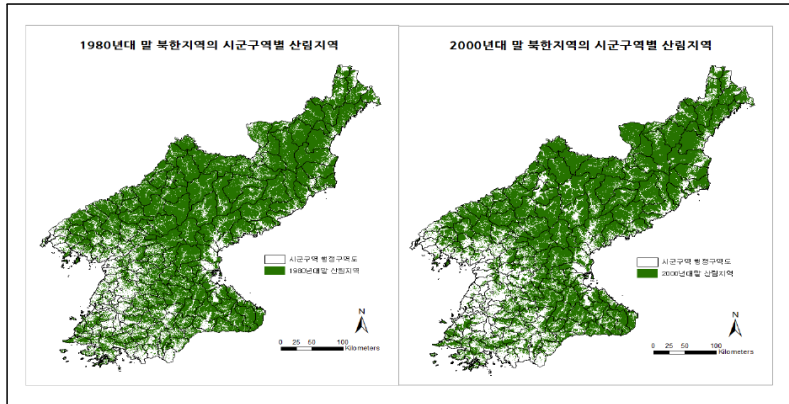 1980년대 말 북한지역의 시군구역별 산림지역
시군구역 행정구역도
1980년대말 산림지역
N
0 25 50 100
Kilometers
2000년대 말 북한지역의 시군구역별 산림지역
시군구역 행정구역도
2000년대말 산림지역
N
0 25 50 100
Kilometers